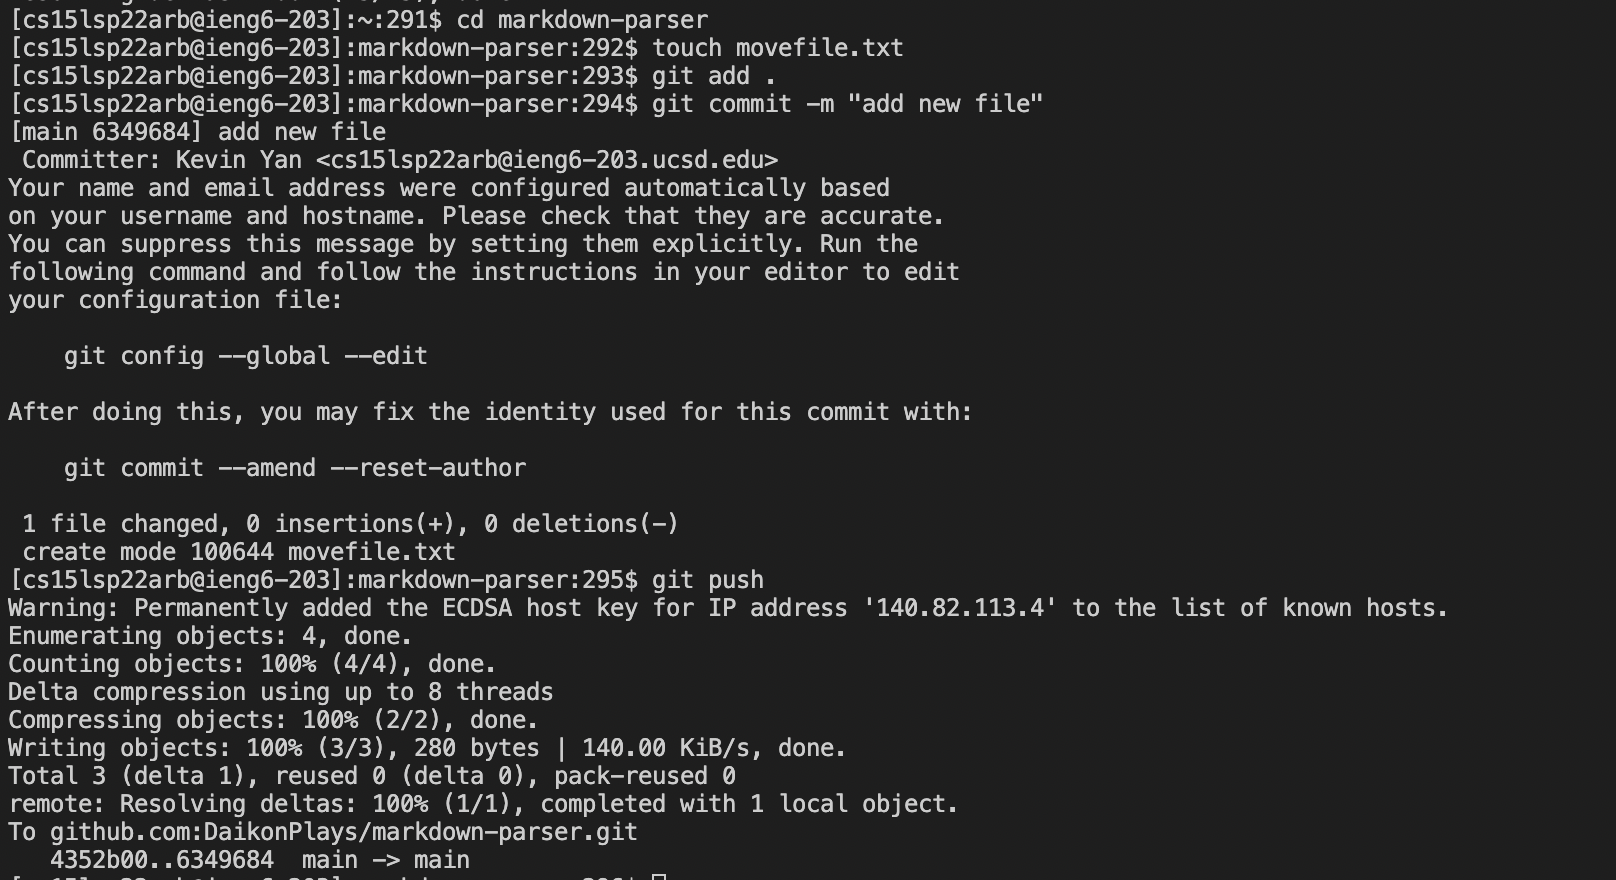 [cs15lsp22arb@ieng6-203]:~:291$ cd markdown-parser
[cs15lsp22arb@ieng6-203]:markdown-parser:292$ touch movefile.txt
[cs15lsp22arb@ieng6-203]:markdown-parser:293$ git add .
[cs15lsp22arb@ieng6-203]:markdown-parser:294$ git commit -m "add new file"
[main 6349684] add new file
 Committer: Kevin Yan <cs15lsp22arb@ieng6-203.ucsd.edu>
Your name and email address were configured automatically based
on your username and hostname. Please check that they are accurate.
You can suppress this message by setting them explicitly. Run the
following command and follow the instructions in your editor to edit
your configuration file:

    git config --global --edit

After doing this, you may fix the identity used for this commit with:

    git commit --amend --reset-author

 1 file changed, 0 insertions(+), 0 deletions(-)
 create mode 100644 movefile.txt
[cs15lsp22arb@ieng6-203]:markdown-parser:295$ git push
Warning: Permanently added the ECDSA host key for IP address '140.82.113.4' to the list of known hosts.
Enumerating objects: 4, done.
Counting objects: 100% (4/4), done.
Delta compression using up to 8 threads
Compressing objects: 100% (2/2), done.
Writing objects: 100% (3/3), 280 bytes | 140.00 KiB/s, done.
Total 3 (delta 1), reused 0 (delta 0), pack-reused 0
remote: Resolving deltas: 100% (1/1), completed with 1 local object.
To github.com:DaikonPlays/markdown-parser.git
   4352b00..6349684  main -> main